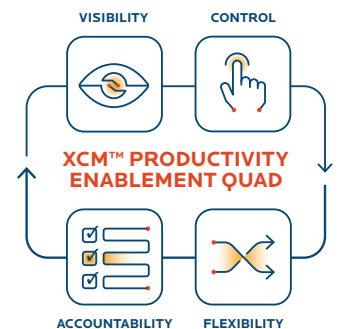 VISIBILITY
CONTROL
XCM™ PRODUCTIVITY
ENABLEMENT QUAD
ACCOUNTABILITY
FLEXIBILITY